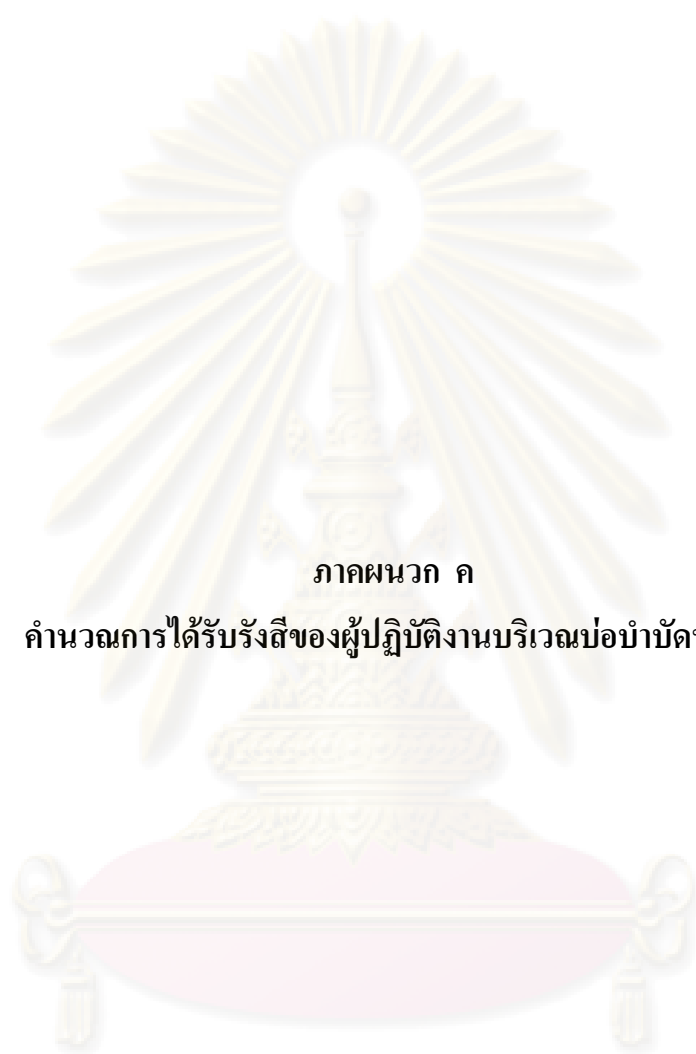 ภาคผนวก ค
คำนวณการได้รับรังสีของผู้ปฏิบัติงานบริเวณบ่อบำบัด